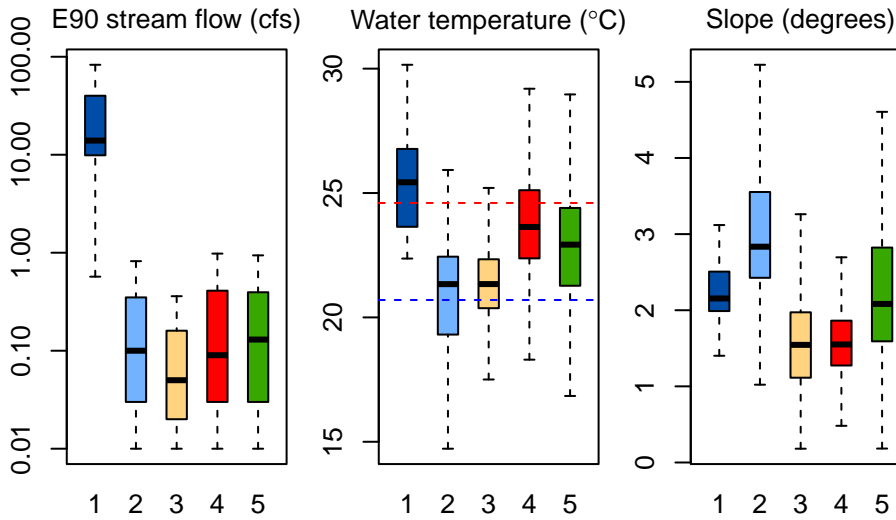 E90 stream flow (cfs)
100.00
10.00
1.00
0.10
0.01
1 2 3 4 5
Water temperature (°C)
30
25
20
15
1 2 3 4 5
Slope (degrees)
5
4
3
2
1
0
1 2 3 4 5